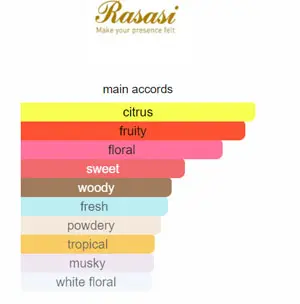 Rasasi
Make your presence felt
main accords
citrus
fruity
floral
sweet
woody
fresh
powdery
tropical
musky
white floral